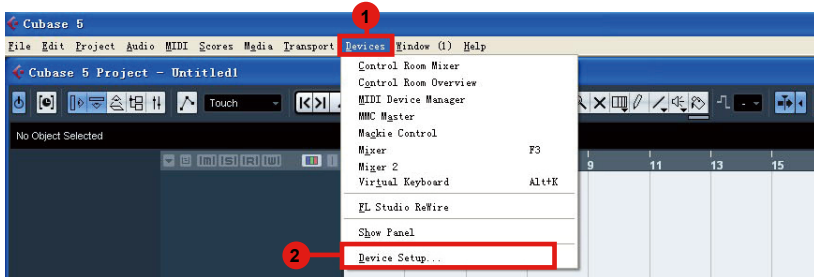 1
Cubase 5
File Edit Project Audio MIDI Scores Media Transport Devices Window (1) Help
Cubase 5 Project - Untitled1
Touch
No Object Selected
[m] [S] [R] [W]
9 11 13 15
Control Room Mixer
Control Room Overview
MIDI Device Manager
MMC Master
Mackie Control
Mixer F3
Mixer 2
Virtual Keyboard Alt+K
FL Studio ReWire
Show Panel
2
Device Setup...